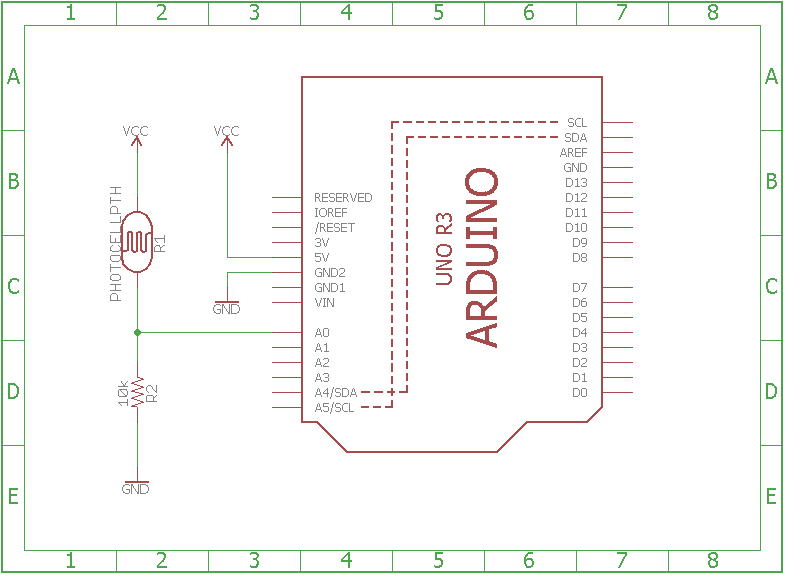 1 2 3 4 5 6 7 8
A A
VCC VCC
SCL
SDA
AREF
GND
B B
D13
RESERVED D12
IOREF D11
/RESET D10
3V D9
5V D8
GND2
GND1 D7
VIN D6
D5
A0 D4
A1 D3
A2 D2
A3 D1
A4/SDA D0
A5/SCL
PHOTOCELLPTH
R1
UNO R3
ARDUINO
C C
GND
D D
10k
R2
GND
E E
1 2 3 4 5 6 7 8